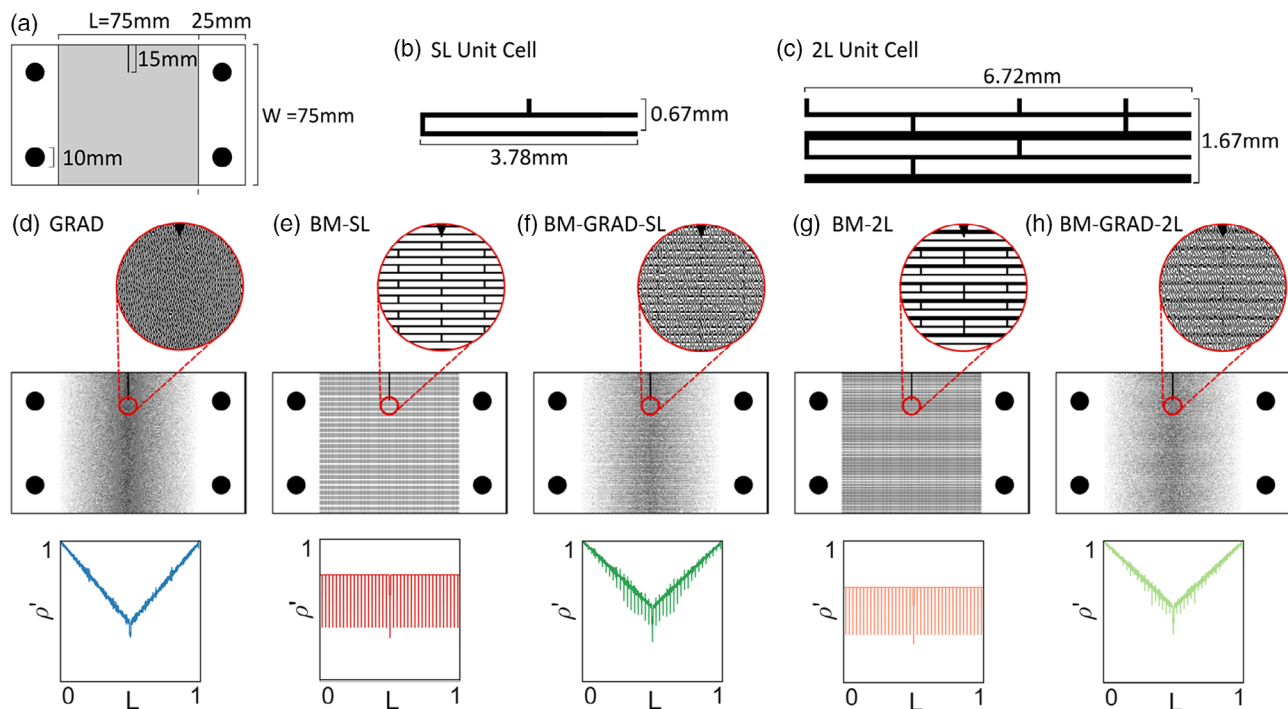 (a)
L=75mm 25mm
15mm
W =75mm
10mm
(b) SL Unit Cell
0.67mm
3.78mm
(c) 2L Unit Cell
6.72mm
1.67mm
(d) GRAD
(e) BM-SL
(f) BM-GRAD-SL
(g) BM-2L
(h) BM-GRAD-2L
1
ρ'
0 L 1
1
ρ'
0 L 1
1
ρ'
0 L 1
1
ρ'
0 L 1
1
ρ'
0 L 1